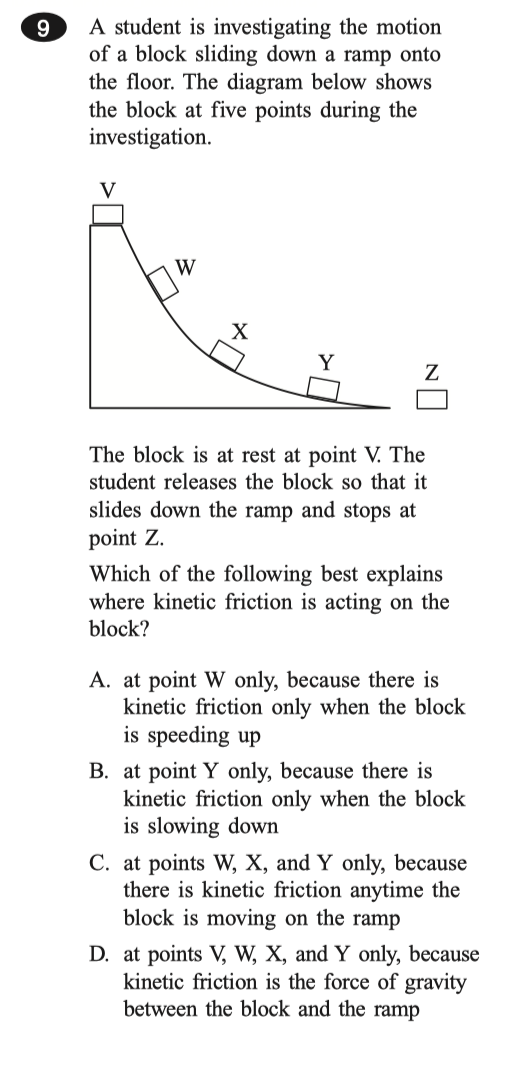 9 A student is investigating the motion
of a block sliding down a ramp onto
the floor. The diagram below shows
the block at five points during the
investigation.
V
W
X
Y
Z
The block is at rest at point V. The
student releases the block so that it
slides down the ramp and stops at
point Z.
Which of the following best explains
where kinetic friction is acting on the
block?
A. at point W only, because there is
kinetic friction only when the block
is speeding up
B. at point Y only, because there is
kinetic friction only when the block
is slowing down
C. at points W, X, and Y only, because
there is kinetic friction anytime the
block is moving on the ramp
D. at points V, W, X, and Y only, because
kinetic friction is the force of gravity
between the block and the ramp